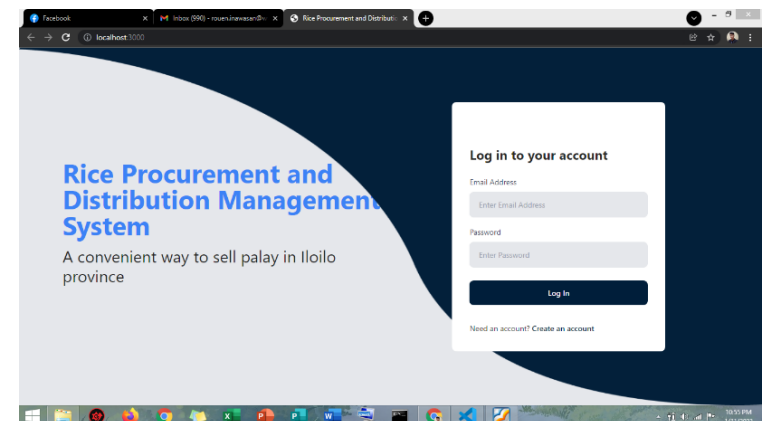 Facebook
Inbox (990) - rouen.inawasan@
Rice Procurement and Distributi
localhost:3000
Rice Procurement and
Distribution Management
System
A convenient way to sell palay in Iloilo
province
Log in to your account
Email Address
Enter Email Address
Password
Enter Password
Log In
Need an account? Create an account
10:55 PM